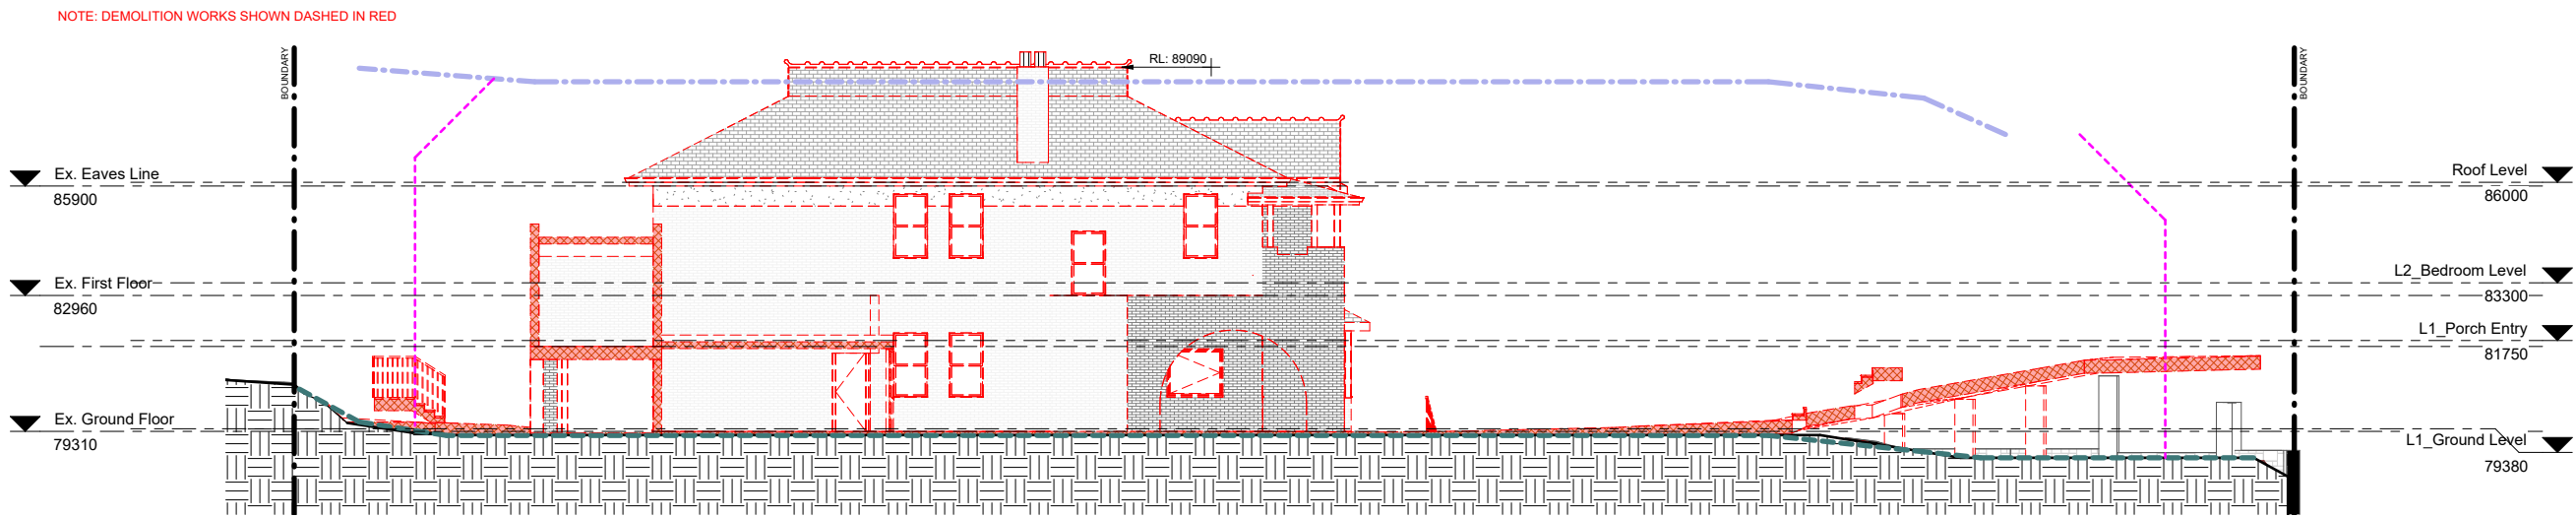 NOTE: DEMOLITION WORKS SHOWN DASHED IN RED
BOUNDARY
RL: 89090
BOUNDARY
Ex. Eaves Line
85900
Roof Level
86000
Ex. First Floor
82960
L2_Bedroom Level
83300
L1_Porch Entry
81750
Ex. Ground Floor
79310
L1_Ground Level
79380